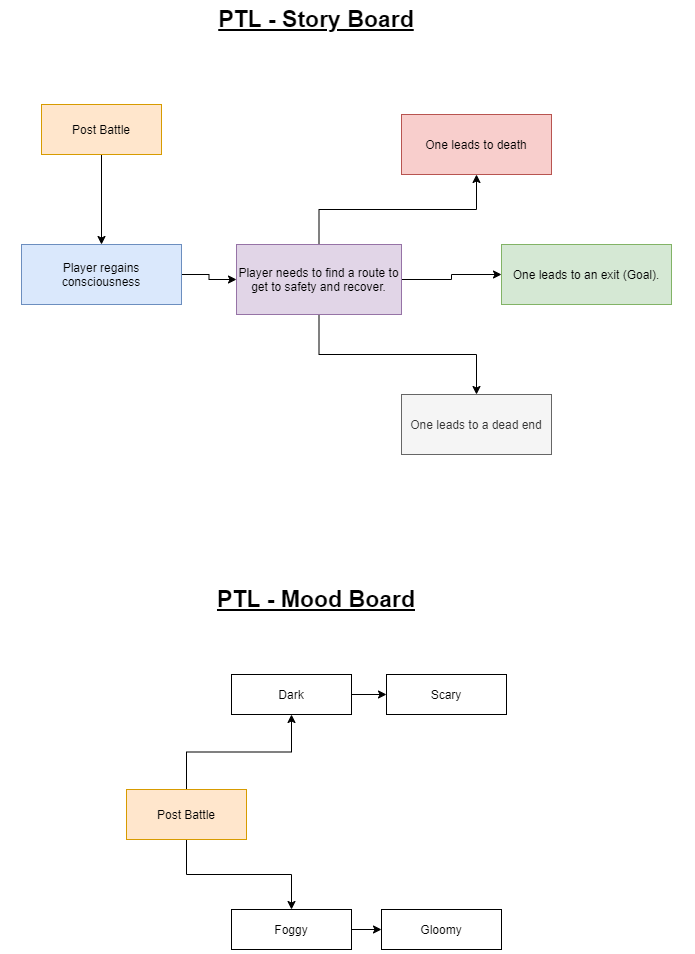 PTL - Story Board
Post Battle
One leads to death
Player regains
consciousness
Player needs to find a route to
get to safety and recover.
One leads to an exit (Goal).
One leads to a dead end
PTL - Mood Board
Dark
Scary
Post Battle
Foggy
Gloomy